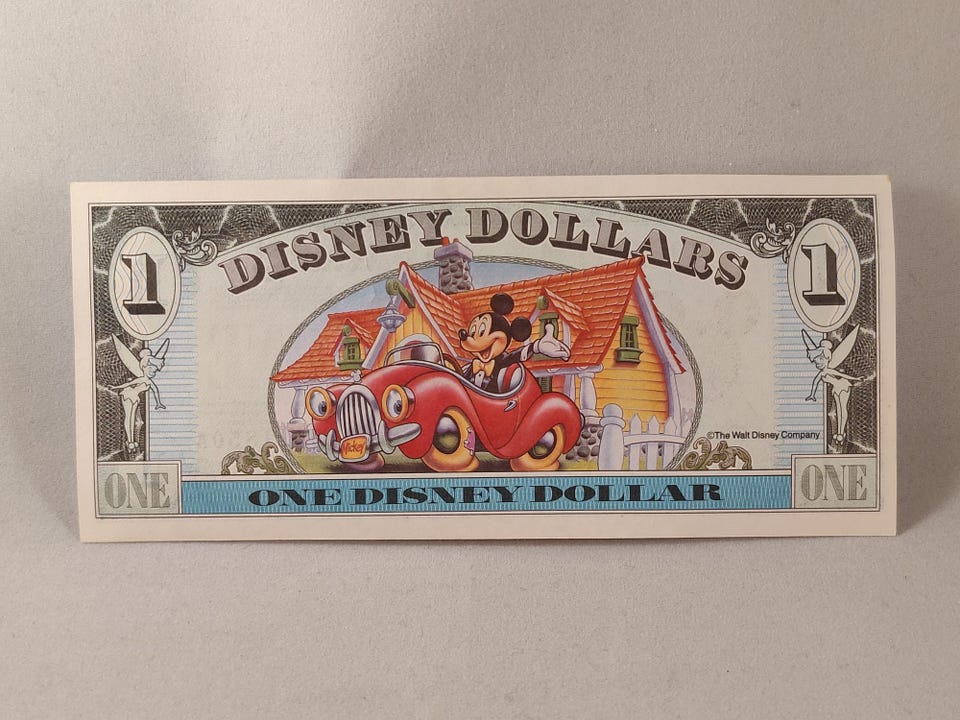 DISNEY DOLLARS
1
1
Mickey
©The Walt Disney Company
ONE
ONE DISNEY DOLLAR
ONE